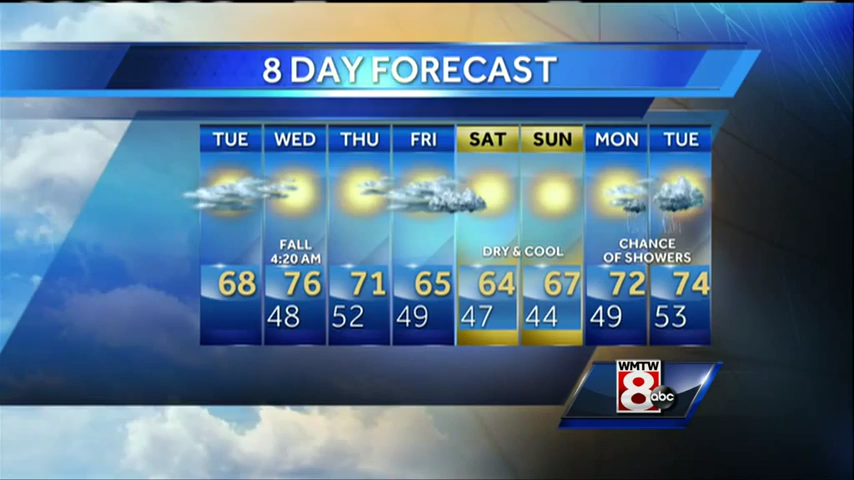 8 DAY FORECAST
TUE WED THU FRI SAT SUN MON TUE
FALL
4:20 AM
DRY & COOL
CHANCE
OF SHOWERS
68 76 71 65 64 67 72 74
48 52 49 47 44 49 53
WMTW
8 abc